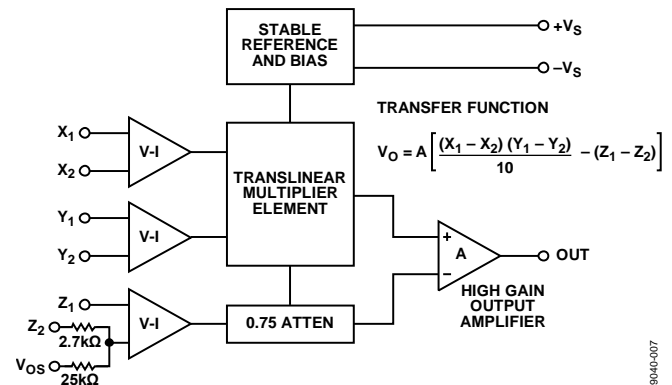 STABLE
REFERENCE
AND BIAS
+VS
–VS
TRANSFER FUNCTION
VO = A [ (X1 – X2) (Y1 – Y2) / 10 – (Z1 – Z2) ]
X1
X2
V-I
TRANSLINEAR
MULTIPLIER
ELEMENT
Y1
Y2
V-I
+
A
–
OUT
HIGH GAIN
OUTPUT
AMPLIFIER
Z1
Z2
2.7kΩ
V-I
0.75 ATTEN
VOS
25kΩ
9040-007